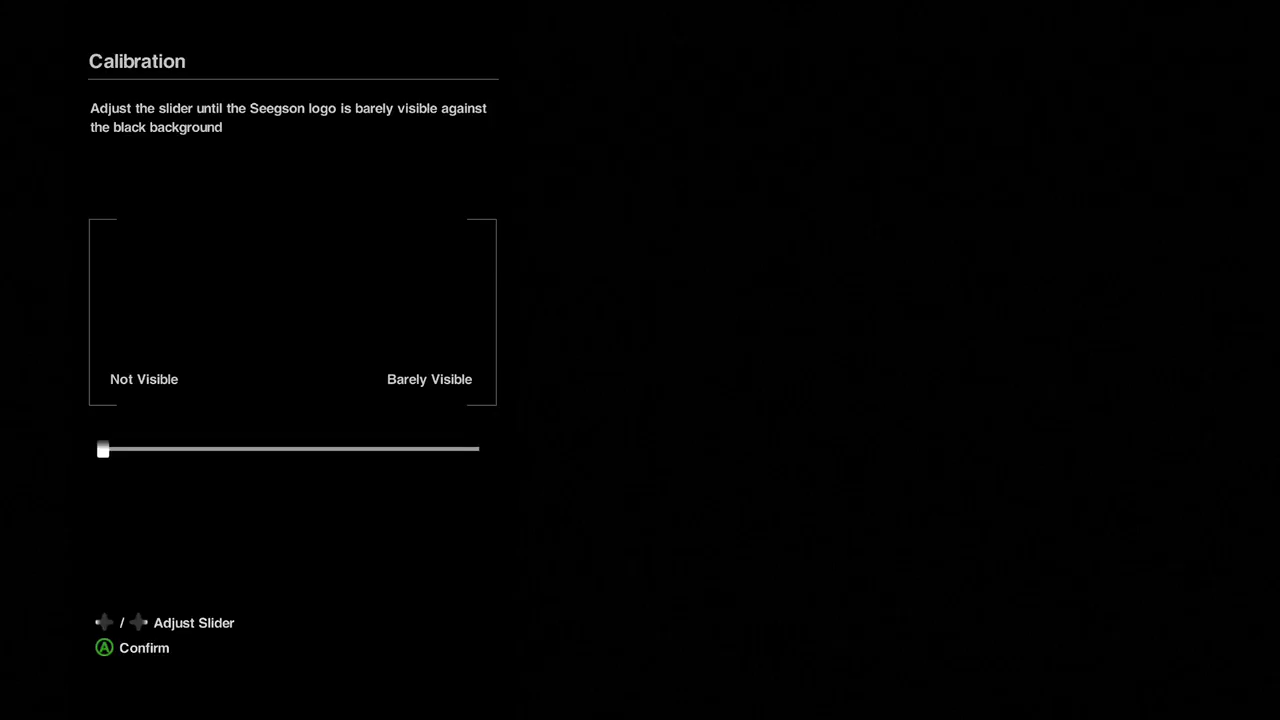 Calibration
Adjust the slider until the Seegson logo is barely visible against
the black background
Not Visible
Barely Visible
/ Adjust Slider
A Confirm